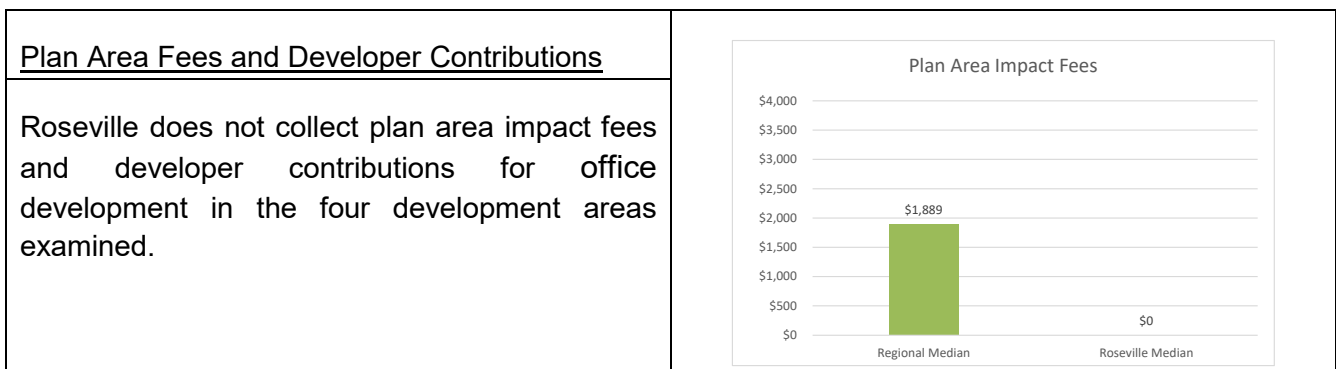 Plan Area Fees and Developer Contributions
Roseville does not collect plan area impact fees
and developer contributions for office
development in the four development areas
examined.
Plan Area Impact Fees
$4,000
$3,500
$3,000
$2,500
$2,000
$1,500
$1,000
$500
$0
$1,889
$0
Regional Median
Roseville Median